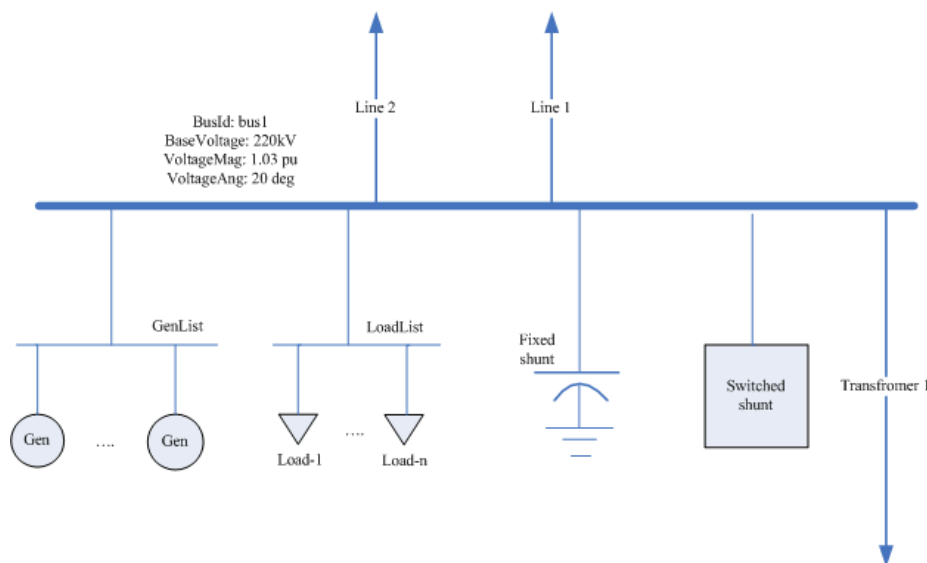 Line 2
Line 1
BusId: bus1
BaseVoltage: 220kV
VoltageMag: 1.03 pu
VoltageAng: 20 deg
GenList
LoadList
Fixed
shunt
Switched
shunt
Transfromer 1
Gen
....
Gen
Load-1
....
Load-n